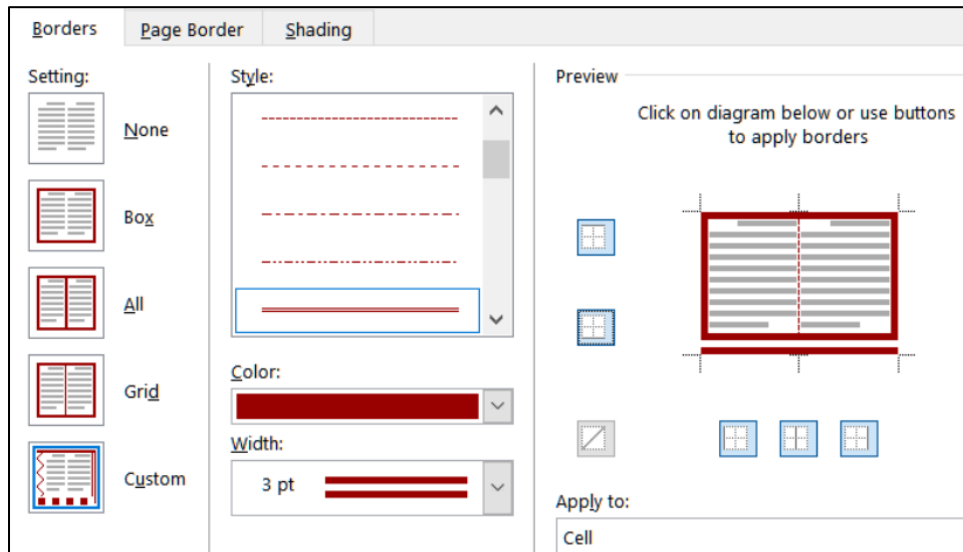 Borders
Page Border
Shading
Setting:
None
Box
All
Grid
Custom
Style:
Color:
Width:
3 pt
Preview
Click on diagram below or use buttons
to apply borders
Apply to:
Cell